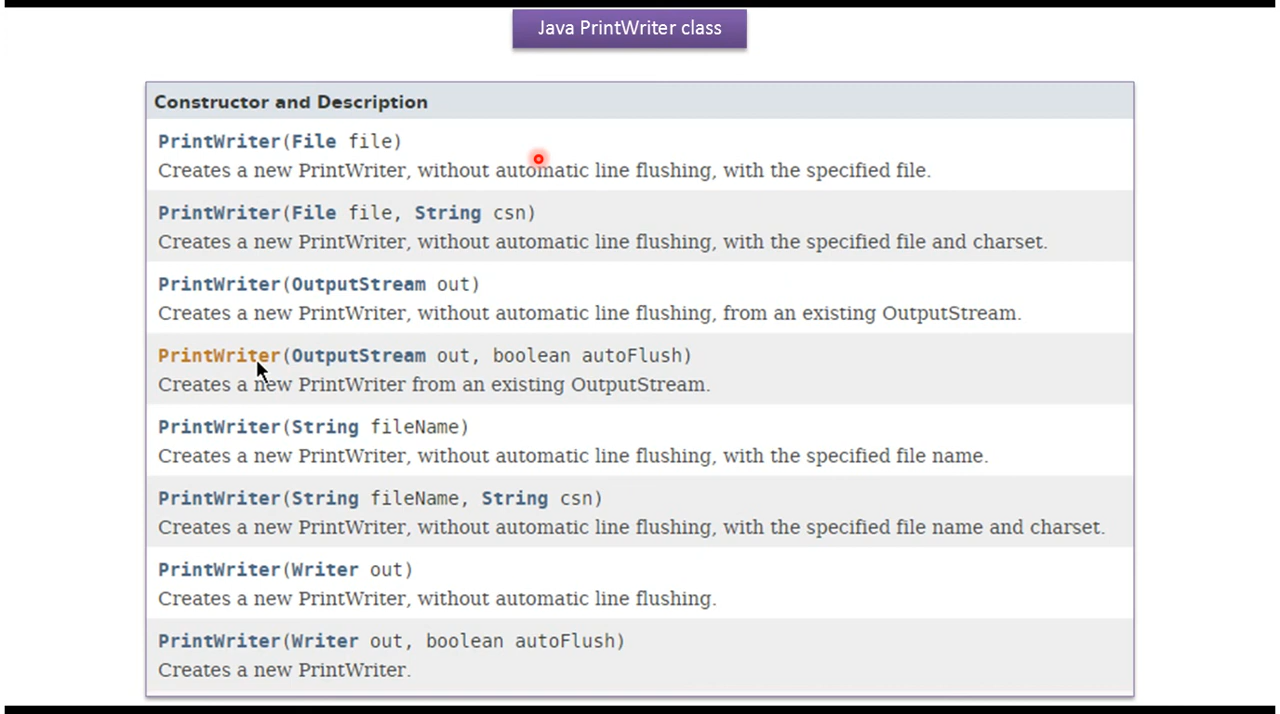 Java PrintWriter class
Constructor and Description
PrintWriter(File file)
Creates a new PrintWriter, without automatic line flushing, with the specified file.
PrintWriter(File file, String csn)
Creates a new PrintWriter, without automatic line flushing, with the specified file and charset.
PrintWriter(OutputStream out)
Creates a new PrintWriter, without automatic line flushing, from an existing OutputStream.
PrintWriter(OutputStream out, boolean autoFlush)
Creates a new PrintWriter from an existing OutputStream.
PrintWriter(String fileName)
Creates a new PrintWriter, without automatic line flushing, with the specified file name.
PrintWriter(String fileName, String csn)
Creates a new PrintWriter, without automatic line flushing, with the specified file name and charset.
PrintWriter(Writer out)
Creates a new PrintWriter, without automatic line flushing.
PrintWriter(Writer out, boolean autoFlush)
Creates a new PrintWriter.